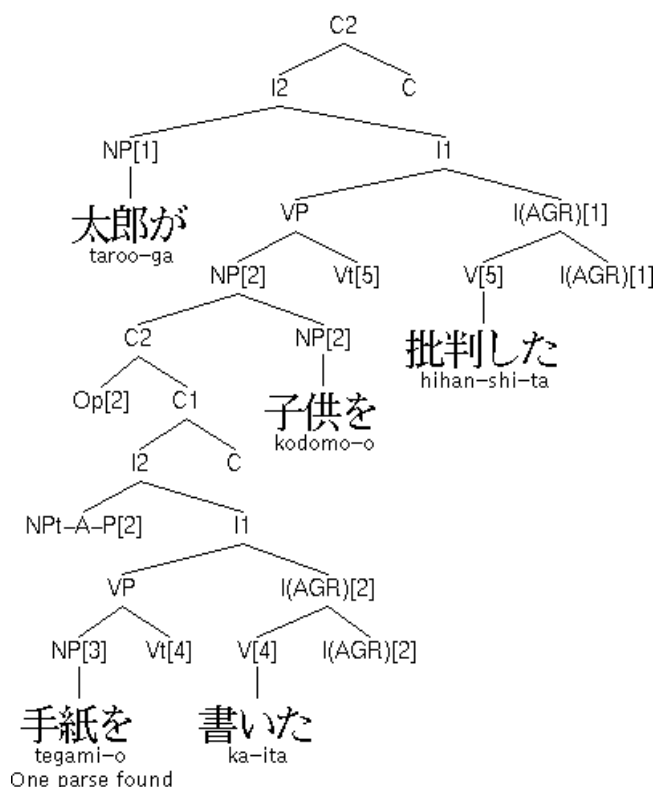 C2
I2 C
NP[1] I1
太郎が
taroo-ga
VP I(AGR)[1]
NP[2] Vt[5] V[5] I(AGR)[1]
批判した
hihan-shi-ta
C2 NP[2]
子供を
kodomo-o
Op[2] C1
I2 C
NPt-A-P[2] I1
VP I(AGR)[2]
NP[3] Vt[4] V[4] I(AGR)[2]
手紙を 書いた
tegami-o ka-ita
One parse found